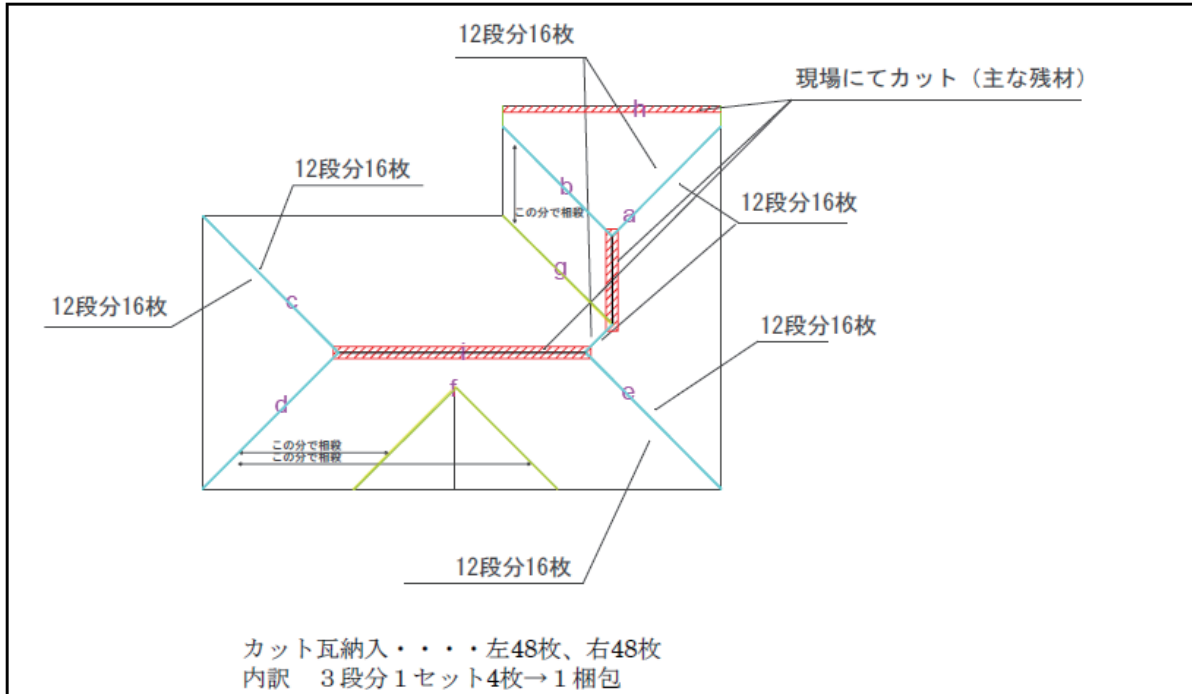 12段分16枚
現場にてカット（主な残材）
h
12段分16枚
b
この分で相殺
a
12段分16枚
g
c
12段分16枚
12段分16枚
i
f
e
d
この分で相殺
この分で相殺
12段分16枚
カット瓦納入・・・・左48枚、右48枚
内訳　３段分１セット4枚→１梱包